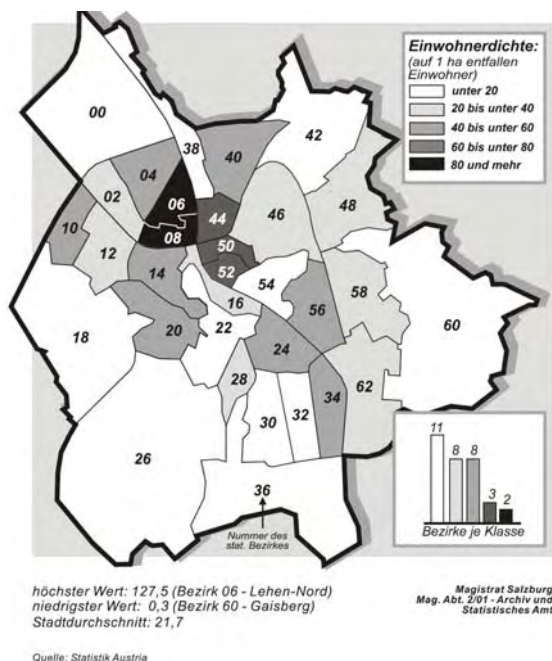 Einwohnerdichte:
(auf 1 ha entfallen
Einwohner)
unter 20
20 bis unter 40
40 bis unter 60
60 bis unter 80
80 und mehr
00
38
42
04
40
02
06
48
10
44
46
08
12
50
14
52
54
58
16
56
60
18
20
22
24
28
62
34
30
32
26
36
Nummer des
stat. Bezirkes
11
8
8
3
2
Bezirke je Klasse
höchster Wert: 127,5 (Bezirk 06 - Lehen-Nord)
niedrigster Wert: 0,3 (Bezirk 60 - Gaisberg)
Stadtdurchschnitt: 21,7
Magistrat Salzburg
Mag. Abt. 2/01 - Archiv und
Statistisches Amt
Quelle: Statistik Austria